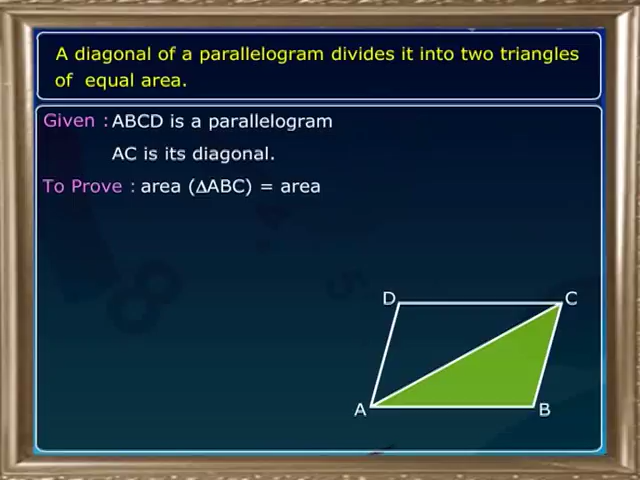 A diagonal of a parallelogram divides it into two triangles
of equal area.
Given : ABCD is a parallelogram
AC is its diagonal.
To Prove : area (∆ABC) = area
D
C
A
B